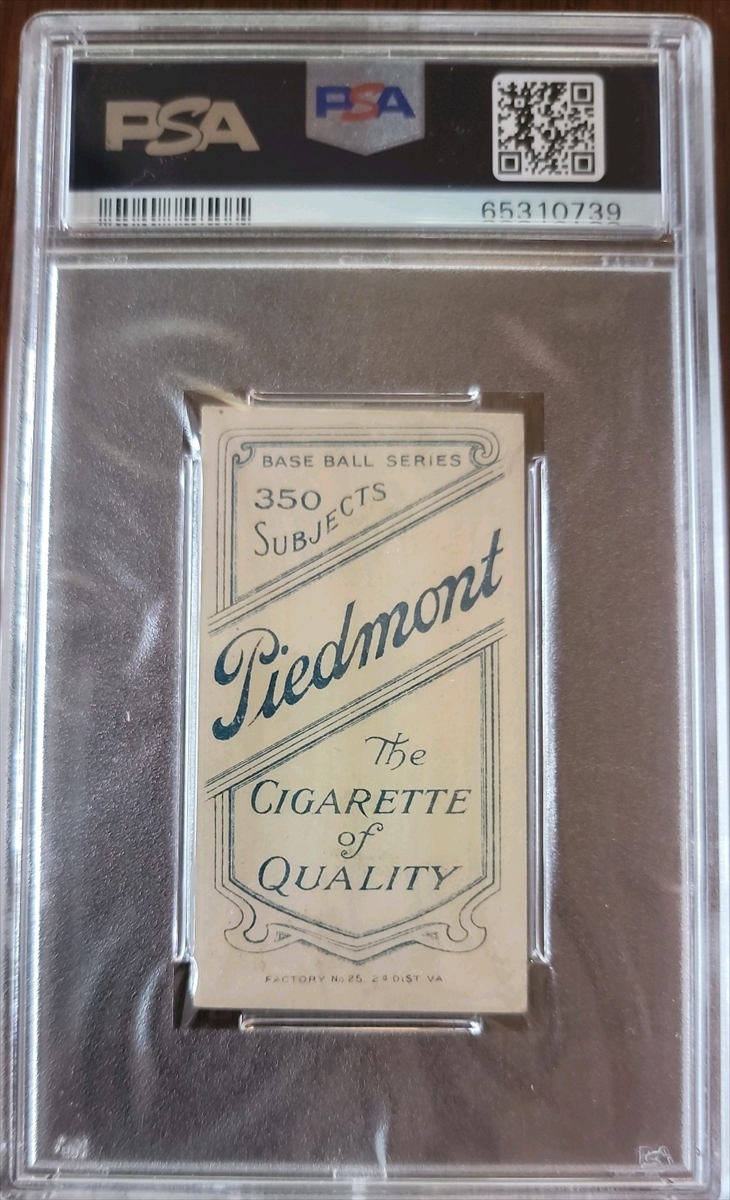 PSA
PSA
65310739
BASE BALL SERIES
350
SUBJECTS
Piedmont
The
CIGARETTE
of
QUALITY
FACTORY No 25. 2d DIST. VA